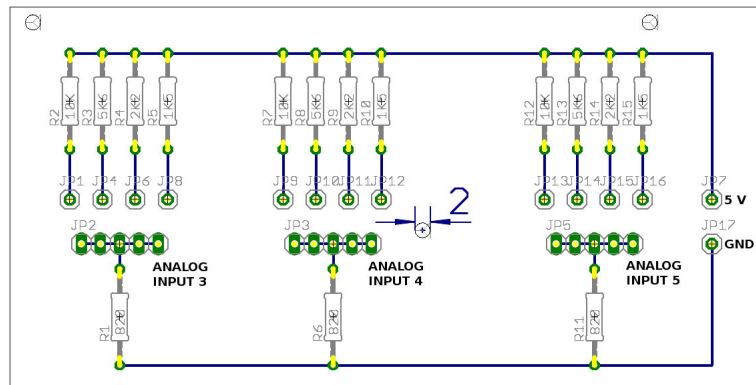 R2 10K
R3 5K6
R4 2K2
R5 1K5
R7 10K
R8 5K6
R9 2K2
R10 1K5
R12 10K
R13 5K6
R14 2K2
R15 1K5
JP1 JP4 JP6 JP8
JP9 JP10 JP11 JP12
JP13 JP14 JP15 JP16
JP7
5 V
2
JP2
JP3
JP5
JP17
GND
ANALOG
INPUT 3
ANALOG
INPUT 4
ANALOG
INPUT 5
R1 820
R6 820
R11 820